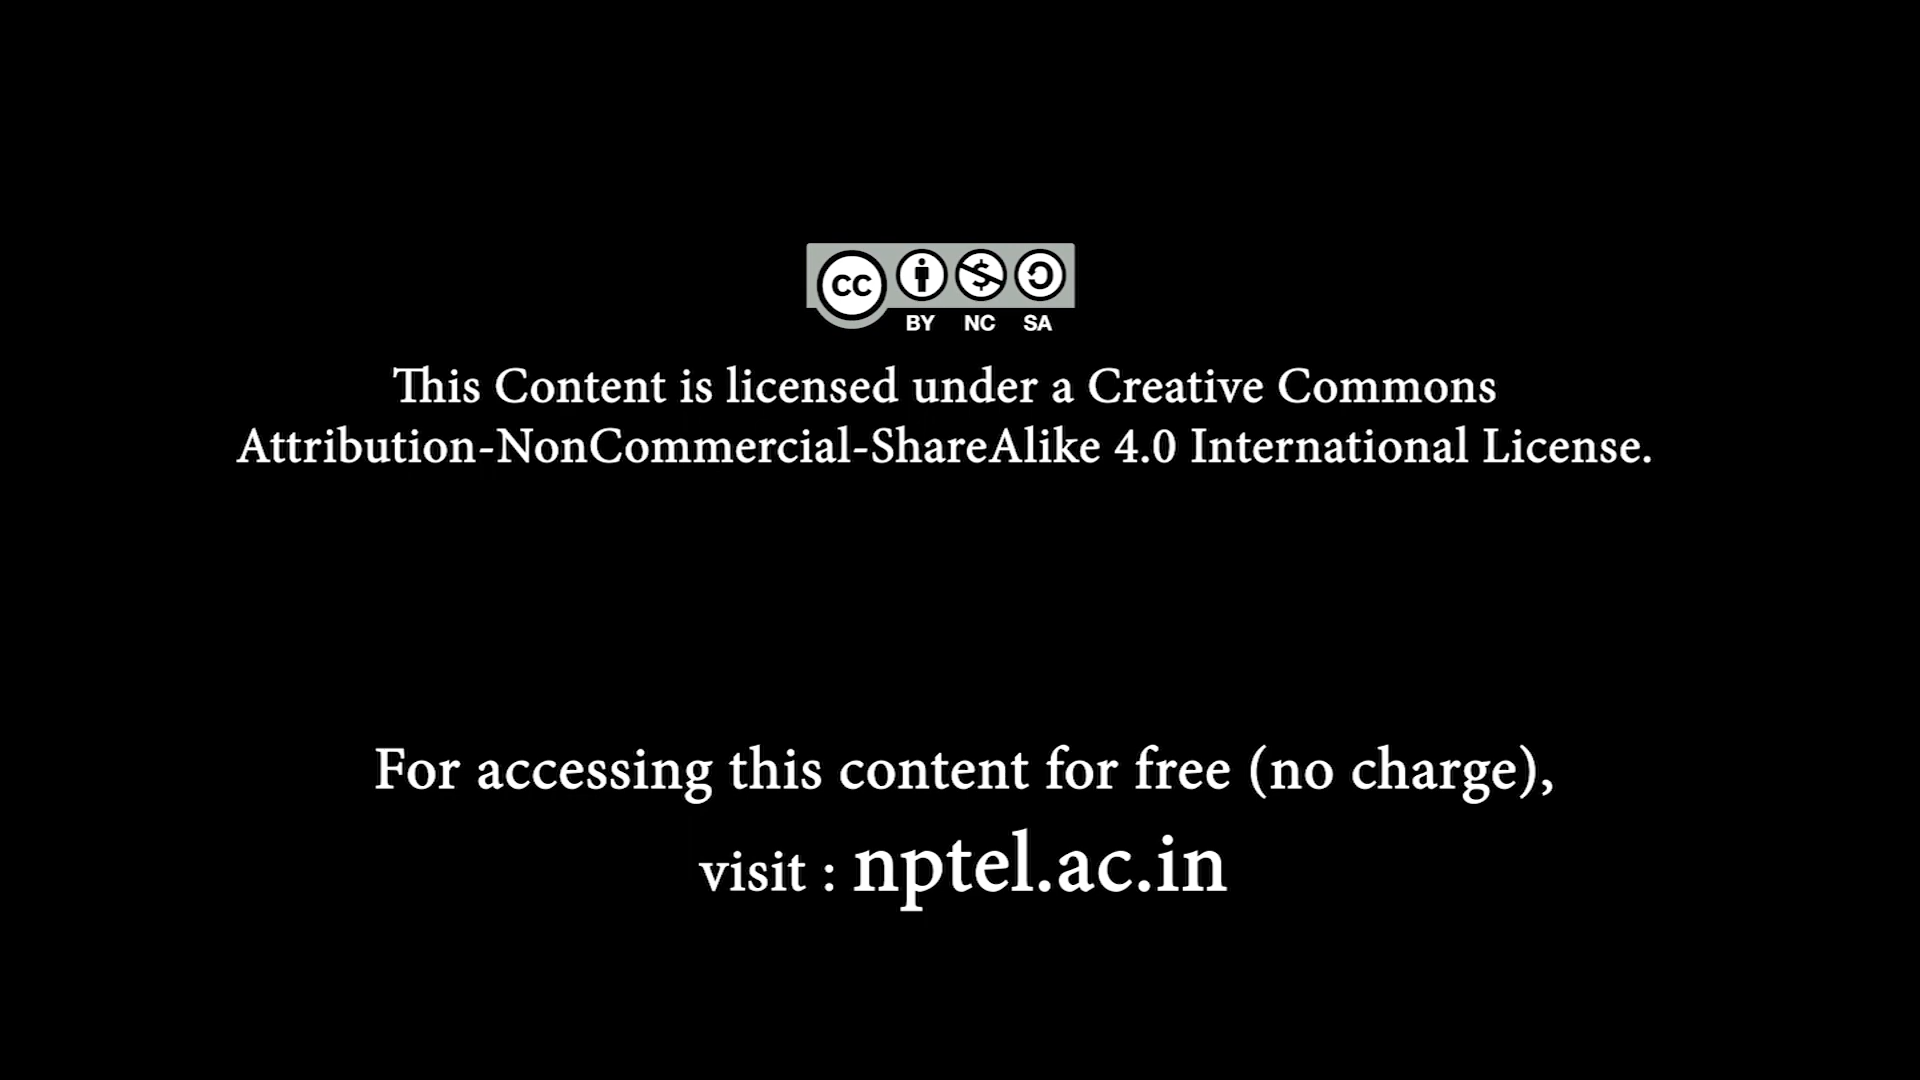 CC BY NC SA
This Content is licensed under a Creative Commons
Attribution-NonCommercial-ShareAlike 4.0 International License.
For accessing this content for free (no charge),
visit : nptel.ac.in